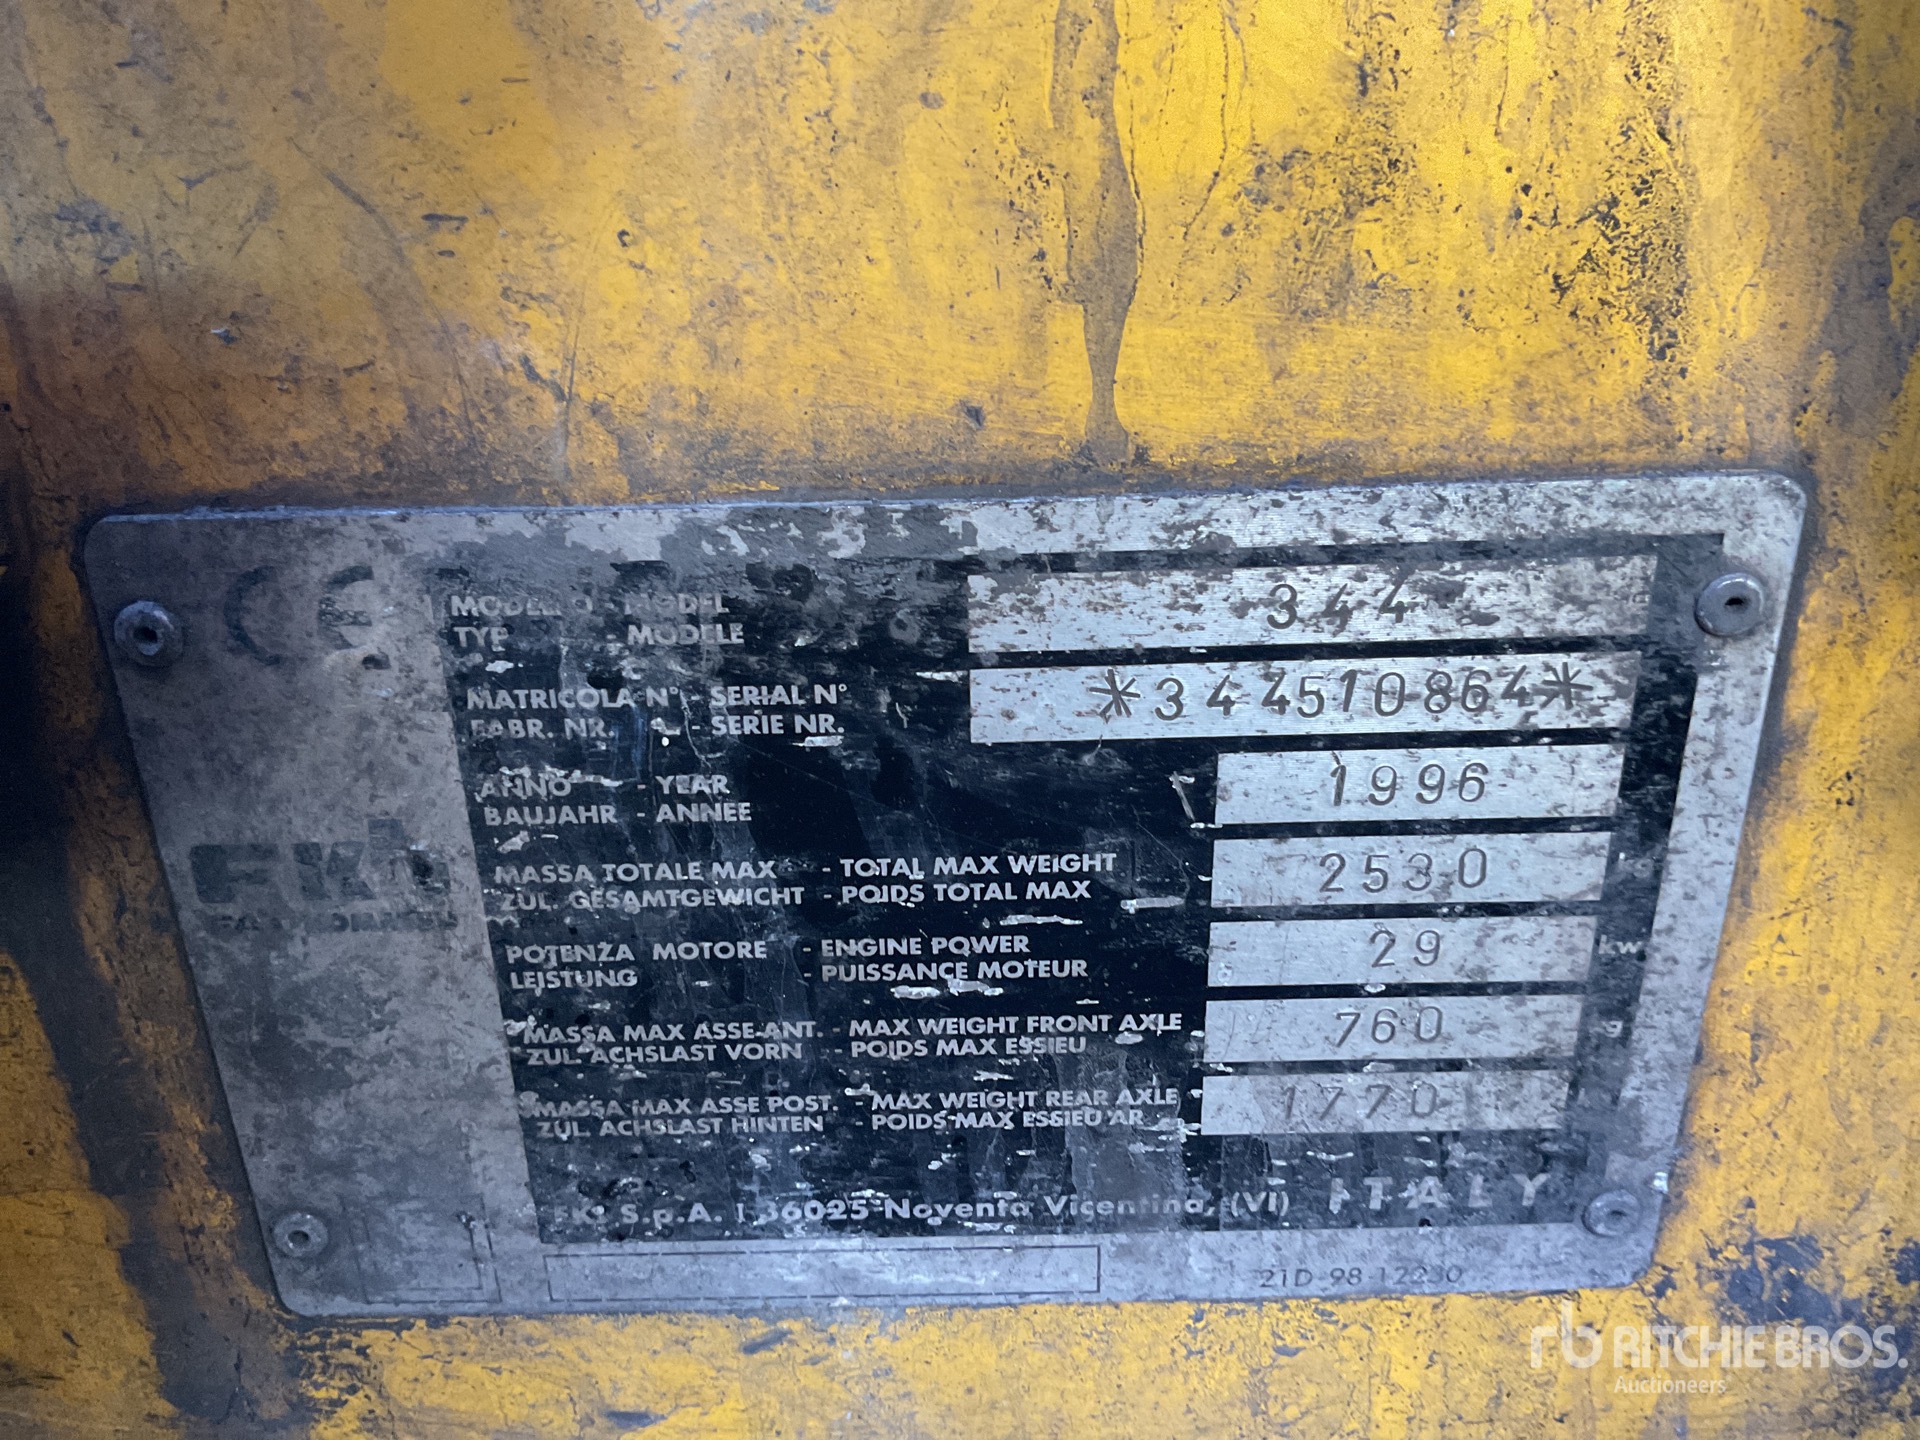 CE
MODELLO - MODEL 344
TYP - MODELE
MATRICOLA N° - SERIAL N° *344510864*
FABR. NR. - SERIE NR.
ANNO - YEAR 1996
BAUJAHR - ANNEE
MASSA TOTALE MAX - TOTAL MAX WEIGHT 2530
ZUL. GESAMTGEWICHT - POIDS TOTAL MAX
POTENZA MOTORE - ENGINE POWER 29 kw
LEISTUNG - PUISSANCE MOTEUR
MASSA MAX ASSE ANT. - MAX WEIGHT FRONT AXLE 760
ZUL. ACHSLAST VORN - POIDS MAX ESSIEU
MASSA MAX ASSE POST. - MAX WEIGHT REAR AXLE 1770
ZUL. ACHSLAST HINTEN - POIDS MAX ESSIEU AR
S.p.A. I 36025 Noventa Vicentina, (VI) ITALY
21D-98-12230
rb RITCHIE BROS.
Auctioneers